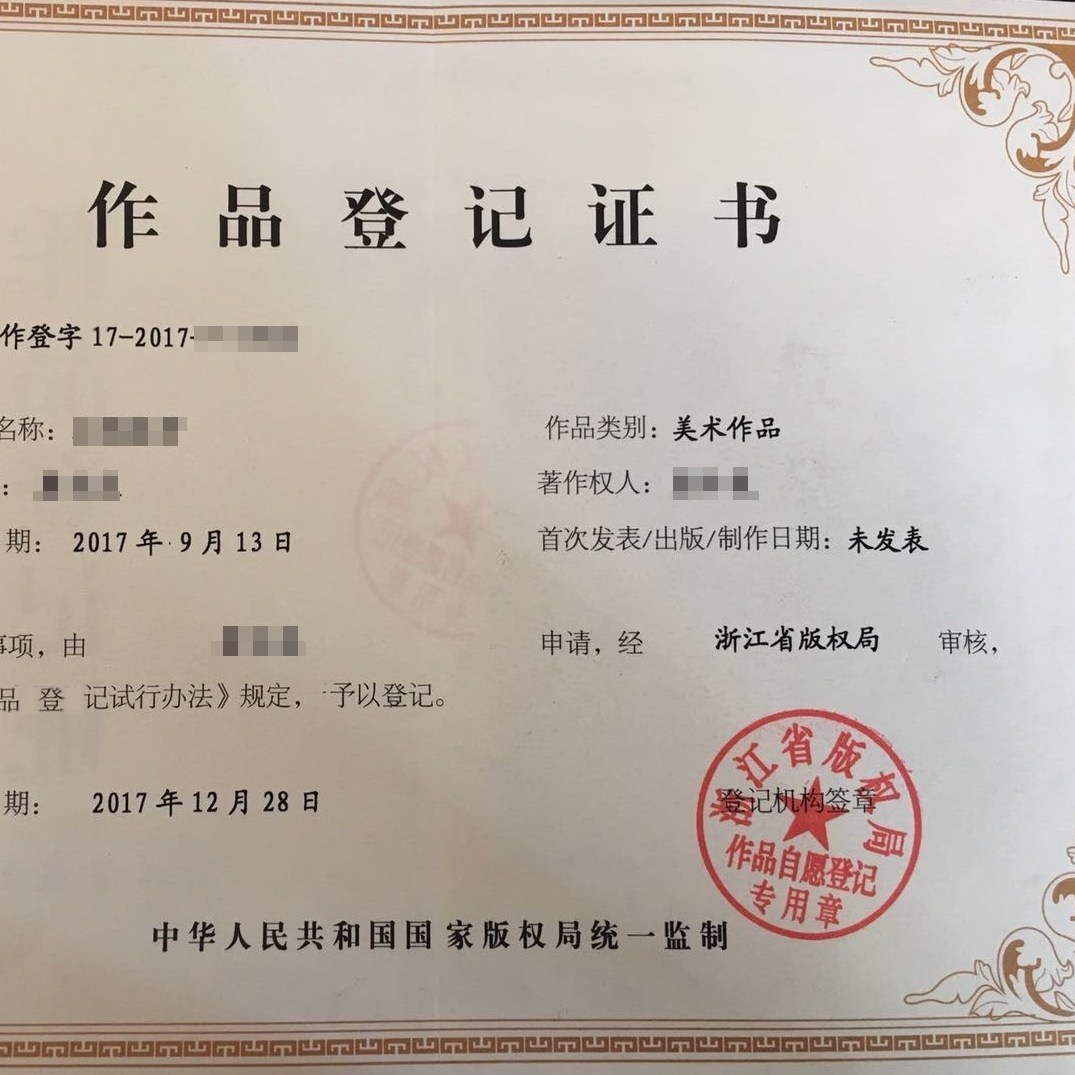 作品登记证书
作登字 17-2017-
名称：
作品类别：美术作品
：
著作权人：
期： 2017 年 9 月 13 日
首次发表/出版/制作日期：未发表
事项，由
申请，经 浙江省版权局 审核，
品 登 记试行办法》规定， 予以登记。
期： 2017 年 12 月 28 日
登记机构签章
浙江省版权局
作品自愿登记
专用章
中华人民共和国国家版权局统一监制